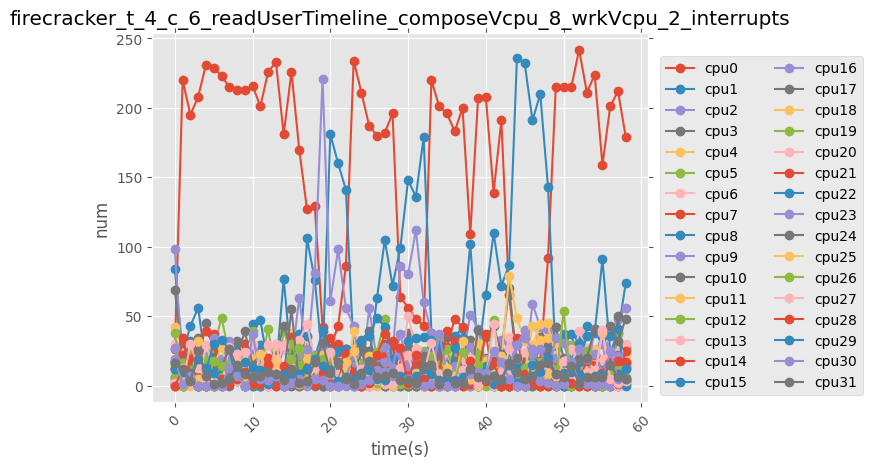 firecracker_t_4_c_6_readUserTimeline_composeVcpu_8_wrkVcpu_2_interrupts
250
200
150
100
50
0
num
0
10
20
30
40
50
60
time(s)
cpu0
cpu1
cpu2
cpu3
cpu4
cpu5
cpu6
cpu7
cpu8
cpu9
cpu10
cpu11
cpu12
cpu13
cpu14
cpu15
cpu16
cpu17
cpu18
cpu19
cpu20
cpu21
cpu22
cpu23
cpu24
cpu25
cpu26
cpu27
cpu28
cpu29
cpu30
cpu31